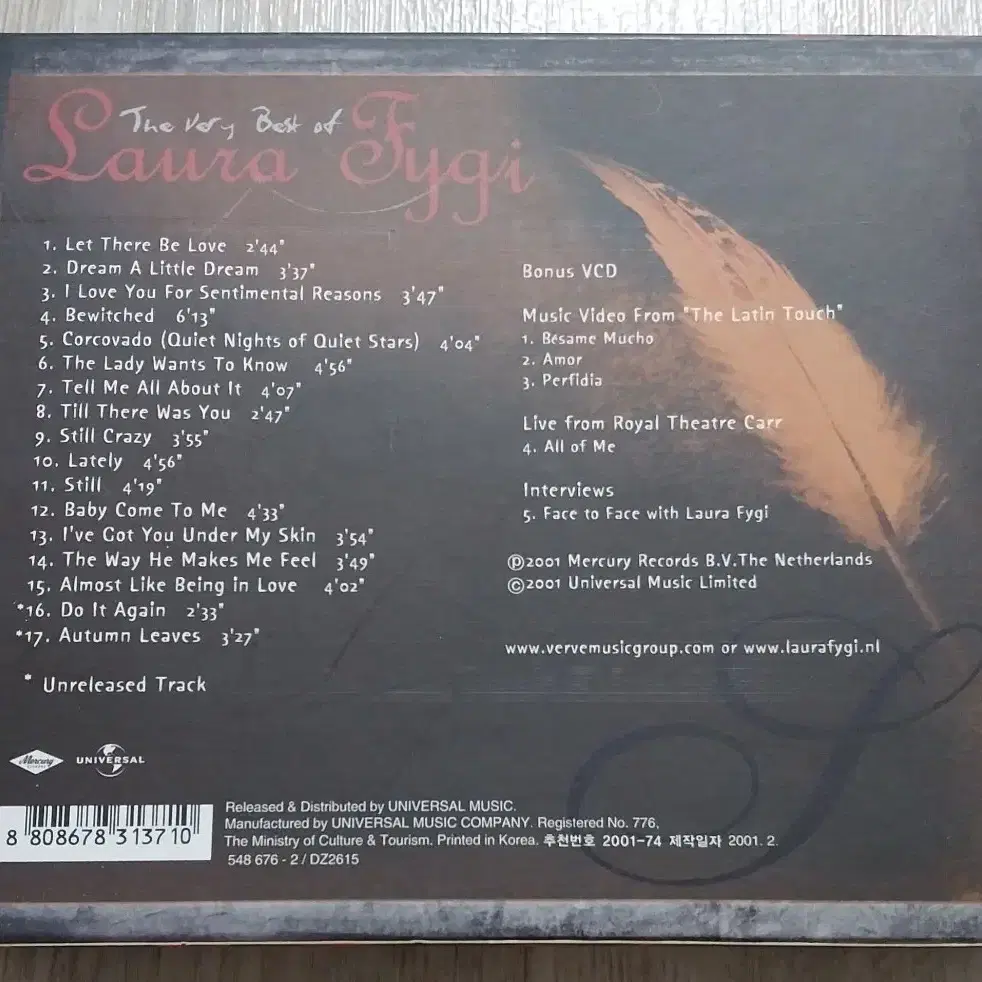 The Very Best of
Laura Fygi
1. Let There Be Love 2'44"
2. Dream A Little Dream 3'37"
3. I Love You For Sentimental Reasons 3'47"
4. Bewitched 6'13"
5. Corcovado (Quiet Nights of Quiet Stars) 4'04"
6. The Lady Wants To Know 4'56"
7. Tell Me All About It 4'07"
8. Till There Was You 2'47"
9. Still Crazy 3'55"
10. Lately 4'56"
11. Still 4'19"
12. Baby Come To Me 4'33"
13. I've Got You Under My Skin 3'54"
14. The Way He Makes Me Feel 3'49"
15. Almost Like Being in Love 4'02"
*16. Do It Again 2'33"
*17. Autumn Leaves 3'27"
* Unreleased Track
Bonus VCD
Music Video From "The Latin Touch"
1. Besame Mucho
2. Amor
3. Perfidia
Live from Royal Theatre Carr
4. All of Me
Interviews
5. Face to Face with Laura Fygi
Ⓟ2001 Mercury Records B.V.The Netherlands
©2001 Universal Music Limited
www.vervemusicgroup.com or www.laurafygi.nl
Mercury
UNIVERSAL
8 808678 313710
Released & Distributed by UNIVERSAL MUSIC.
Manufactured by UNIVERSAL MUSIC COMPANY. Registered No. 776,
The Ministry of Culture & Tourism. Printed in Korea. 추천번호 2001-74 제작일자 2001. 2.
548 676 - 2 / DZ2615